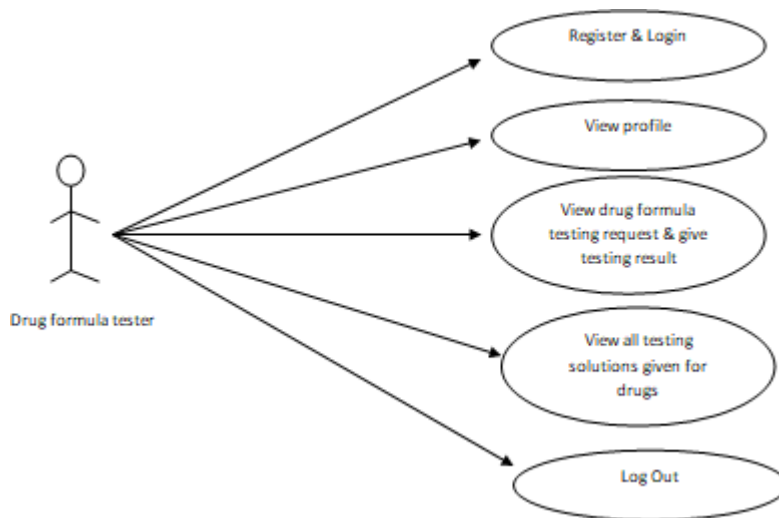 Register & Login
View profile
View drug formula
testing request & give
testing result
Drug formula tester
View all testing
solutions given for
drugs
Log Out